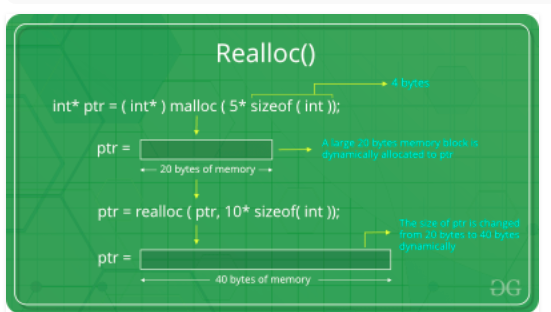 Realloc()
4 bytes
int* ptr = ( int* ) malloc ( 5* sizeof ( int ));
ptr =
A large 20 bytes memory block is
dynamically allocated to ptr
20 bytes of memory
ptr = realloc ( ptr, 10* sizeof( int ));
The size of ptr is changed
from 20 bytes to 40 bytes
dynamically
ptr =
40 bytes of memory